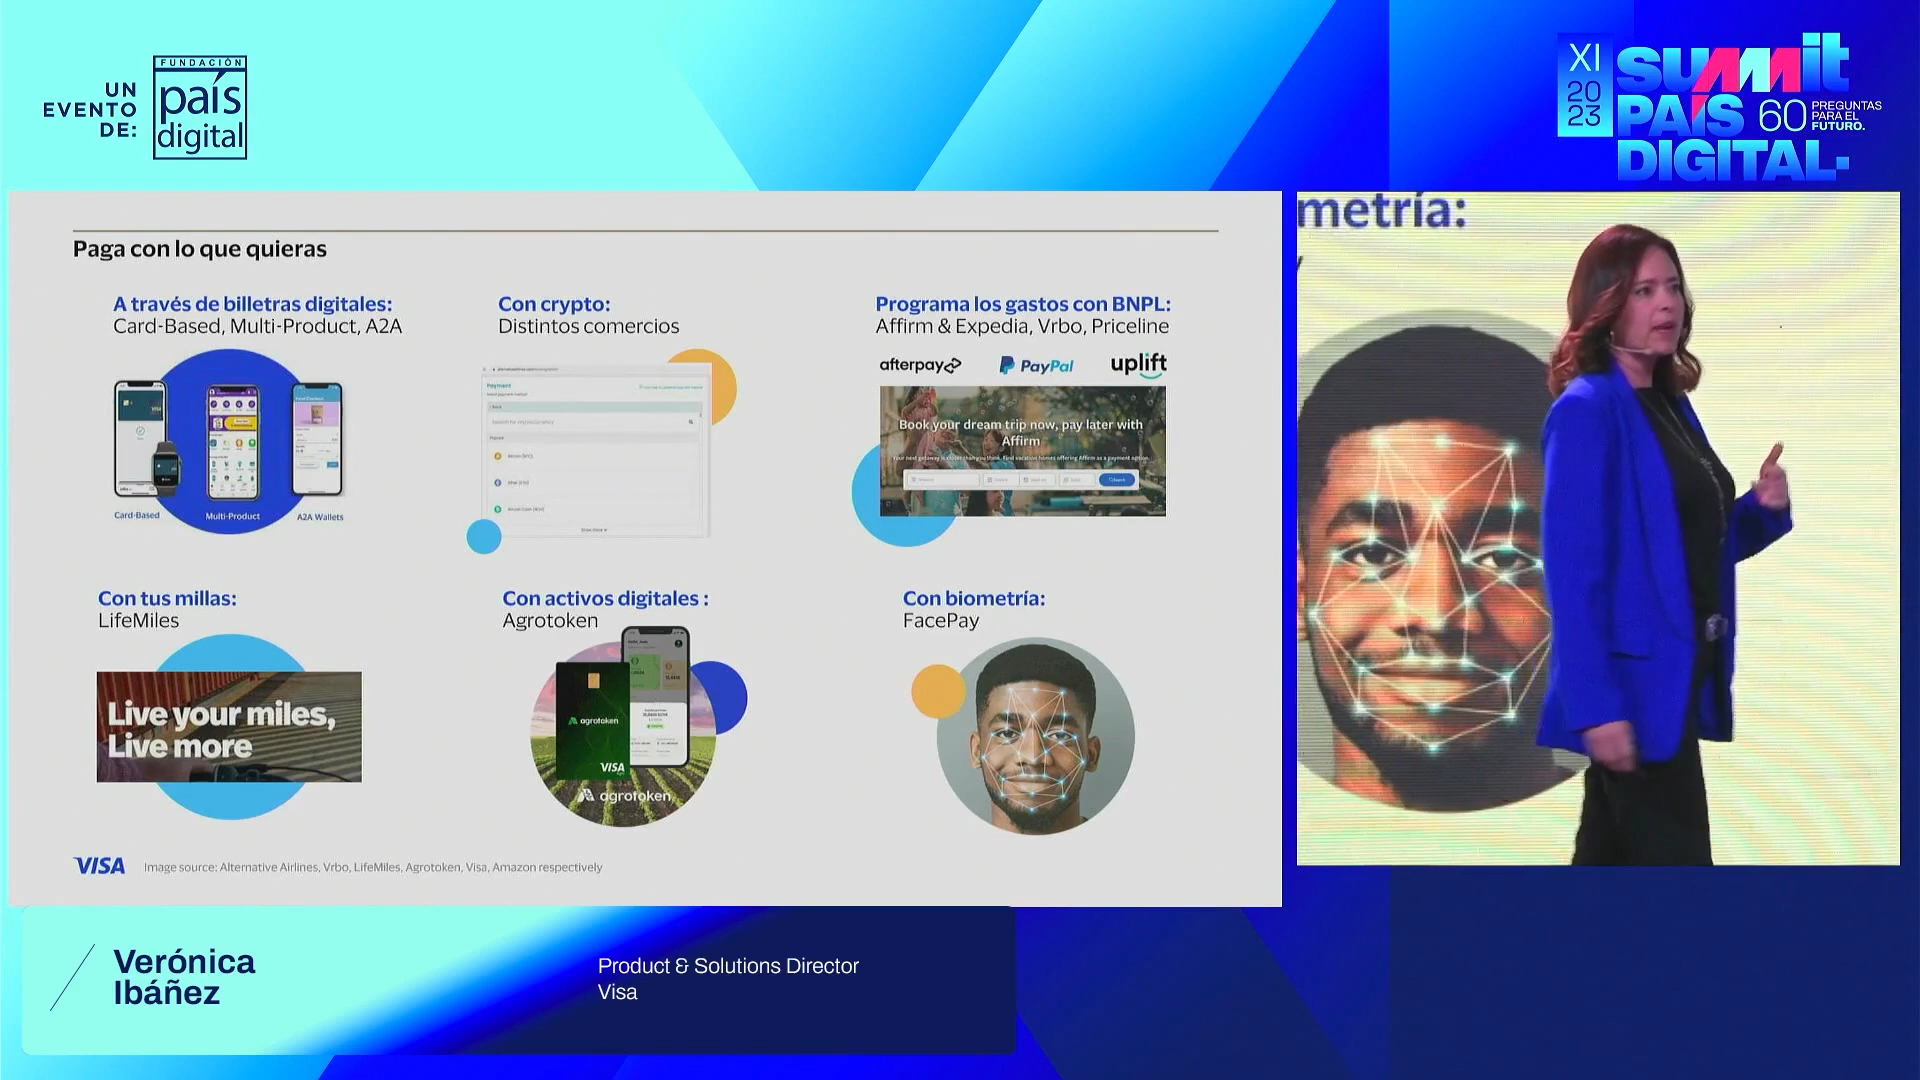 UN
EVENTO
DE:
FUNDACIÓN
país
digital
XI
20
23
SUMMIT
PAÍS
DIGITAL
60
PREGUNTAS
PARA EL
FUTURO.
Paga con lo que quieras
A través de billetras digitales:
Card-Based, Multi-Product, A2A
Card-Based
Multi-Product
A2A Wallets
Con crypto:
Distintos comercios
Payment
Programa los gastos con BNPL:
Affirm & Expedia, Vrbo, Priceline
afterpay
PayPal
uplift
Book your dream trip now, pay later with
Affirm
Con tus millas:
LifeMiles
Live your miles,
Live more
Con activos digitales :
Agrotoken
agrotoken
VISA
agrotoken
Con biometría:
FacePay
VISA
Image source: Alternative Airlines, Vrbo, LifeMiles, Agrotoken, Visa, Amazon respectively
metría:
Verónica
Ibáñez
Product & Solutions Director
Visa